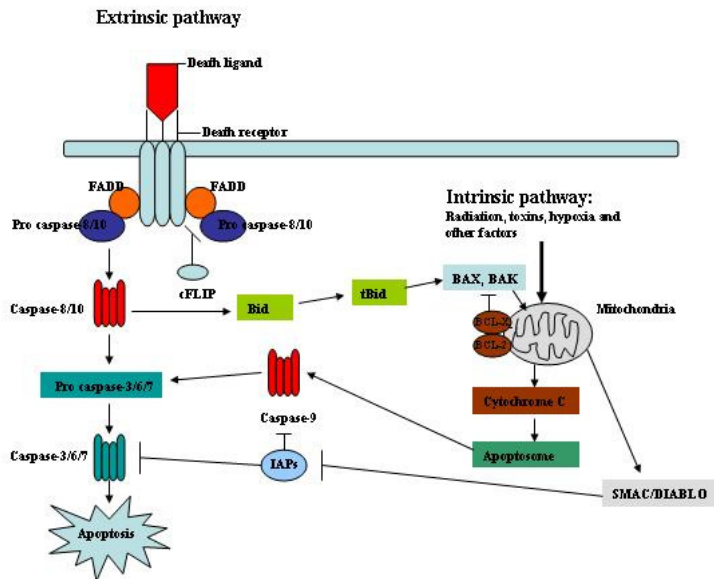 Extrinsic pathway
Death ligand
Death receptor
FADD
FADD
Pro caspase-8/10
Pro caspase-8/10
Intrinsic pathway:
Radiation, toxins, hypoxia and
other factors
cFLIP
BAX, BAK
tBid
Bid
Caspase-8/10
Mitochondria
BCL-X
BCL-2
Pro caspase-3/6/7
Cytochrome C
Caspase-9
Apoptosome
Caspase-3/6/7
IAPs
SMAC/DIABLO
Apoptosis